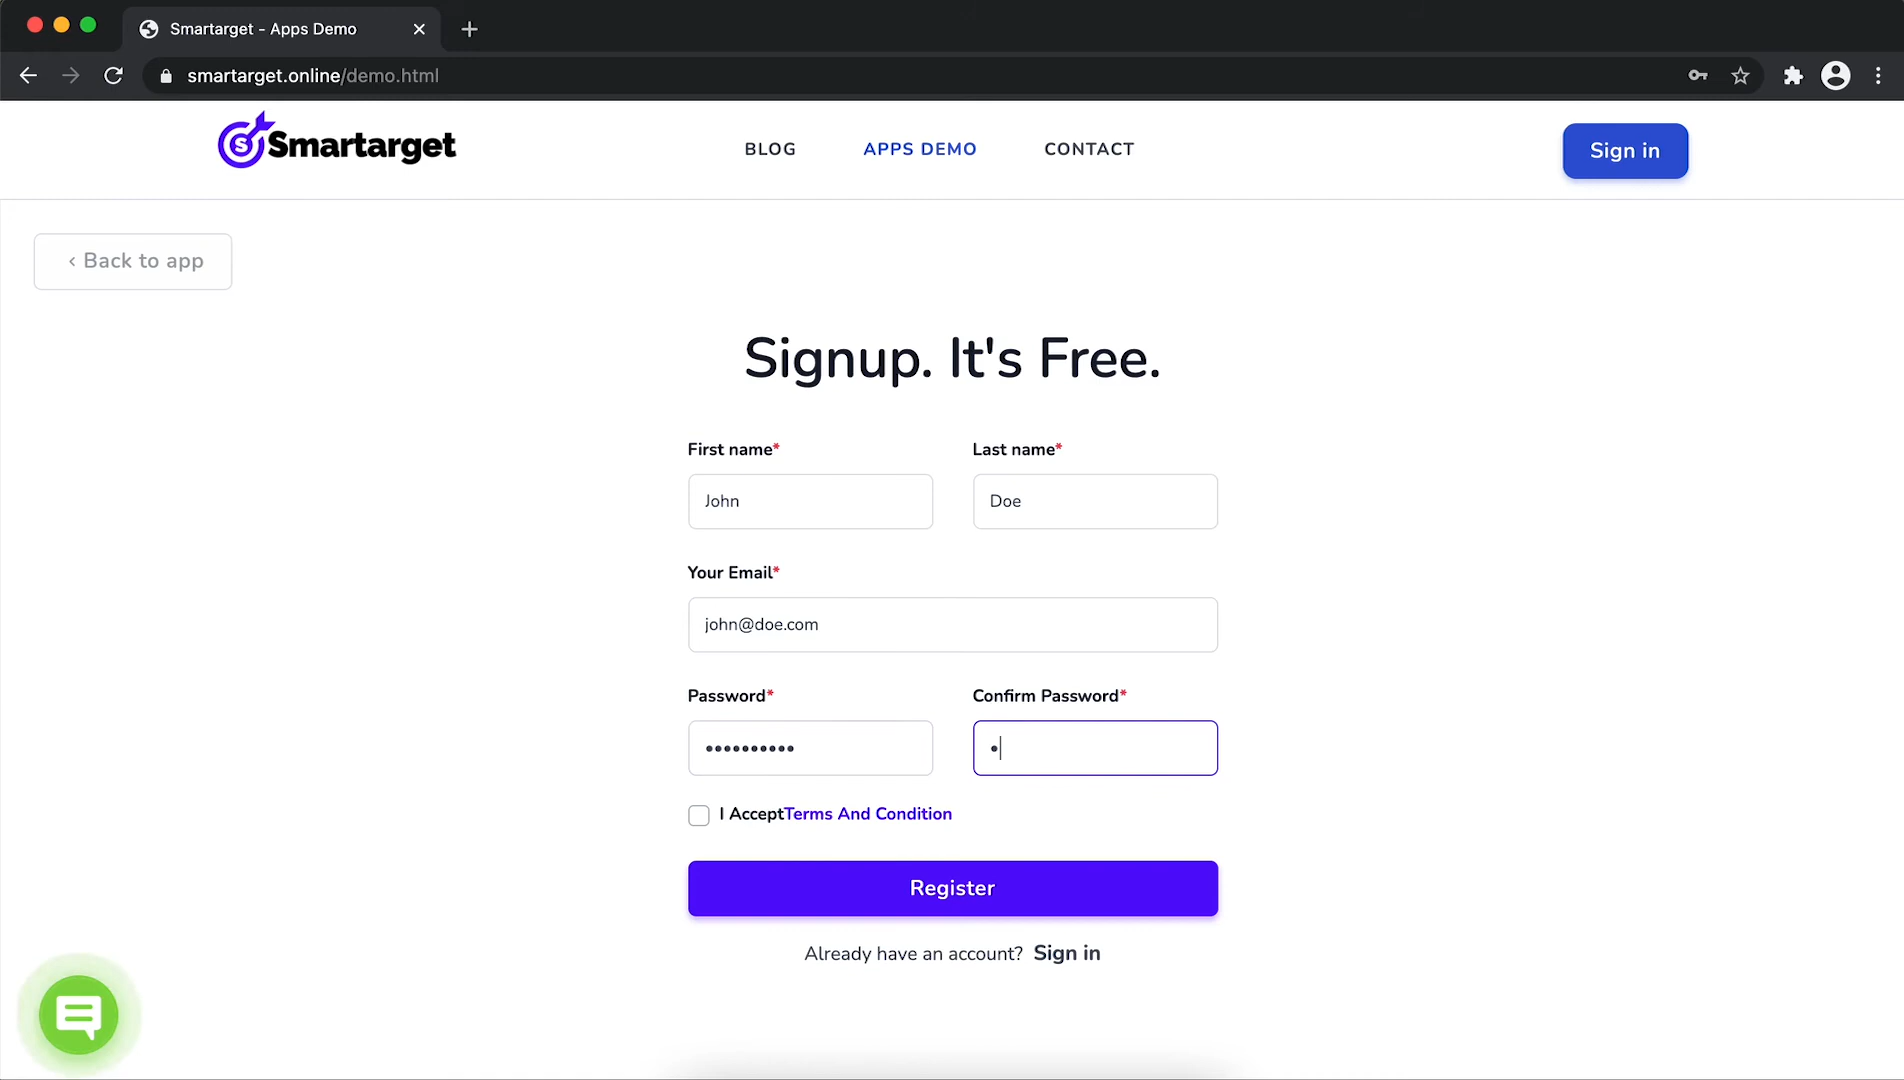 Smartarget - Apps Demo
smartarget.online/demo.html
Smartarget
BLOG
APPS DEMO
CONTACT
Sign in
‹ Back to app
Signup. It's Free.
First name*
Last name*
John
Doe
Your Email*
john@doe.com
Password*
Confirm Password*
••••••••••
•
I AcceptTerms And Condition
Register
Already have an account? Sign in